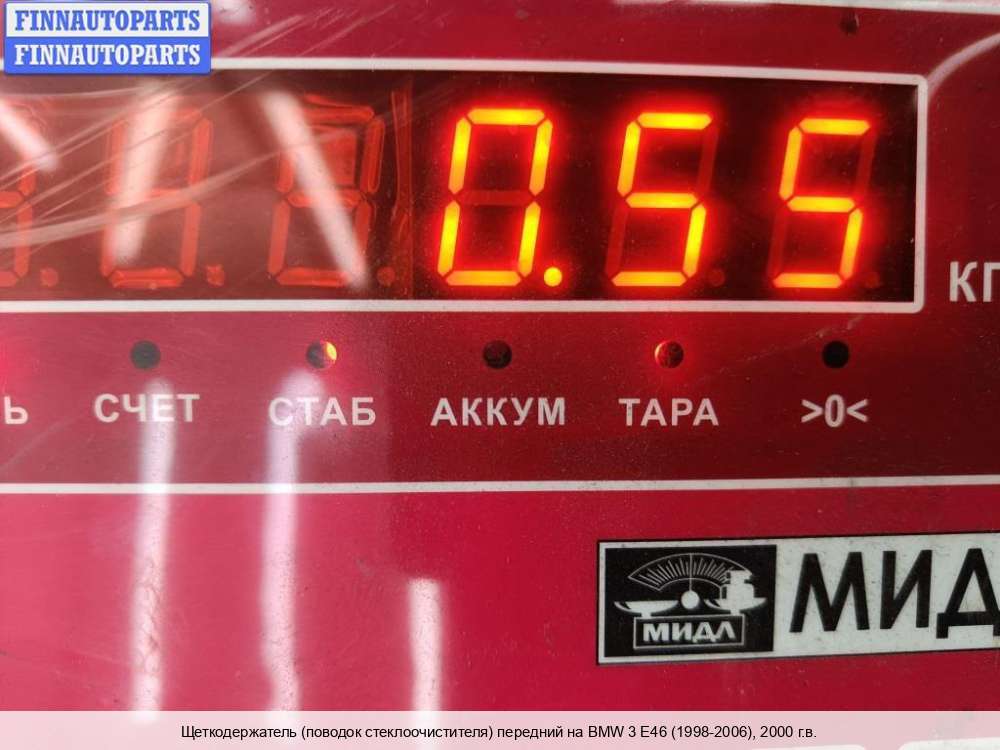 FINNAUTOPARTS
FINNAUTOPARTS
0.55
КГ
Ь СЧЕТ СТАБ АККУМ ТАРА >0<
МИДЛ МИДЛ
Щеткодержатель (поводок стеклоочистителя) передний на BMW 3 E46 (1998-2006), 2000 г.в.